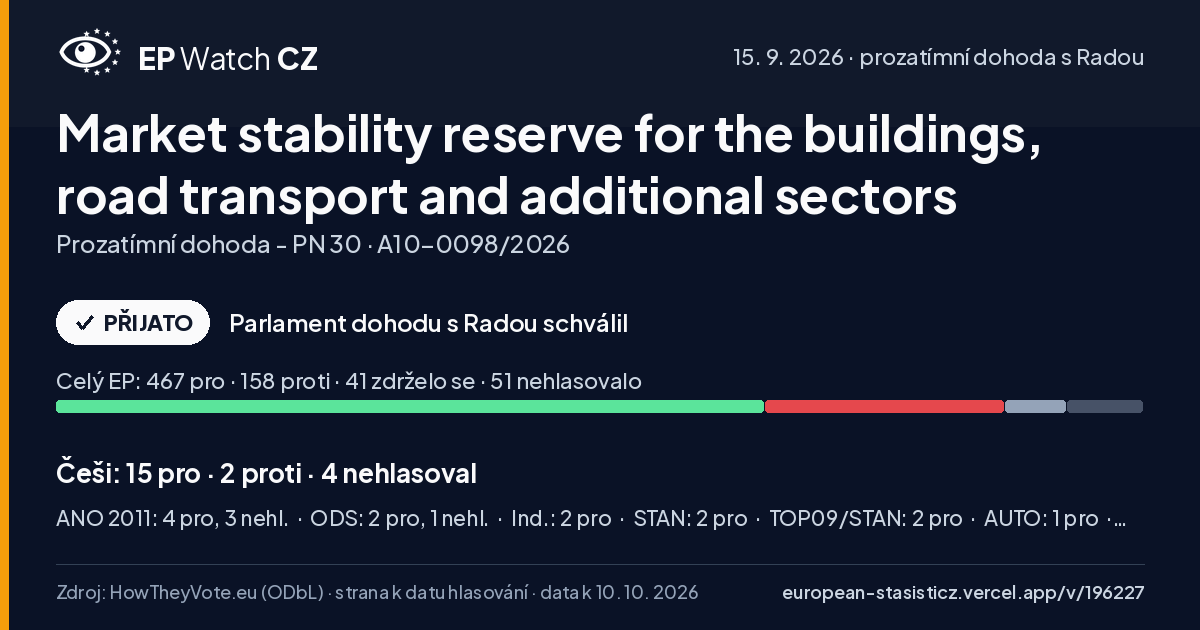 EP Watch CZ
15. 9. 2026 · prozatímní dohoda s Radou
Market stability reserve for the buildings,
road transport and additional sectors
Prozatímní dohoda - PN 30 · A10–0098/2026
✓ PŘIJATO
Parlament dohodu s Radou schválil
Celý EP: 467 pro · 158 proti · 41 zdrželo se · 51 nehlasovalo
Češi: 15 pro · 2 proti · 4 nehlasoval
ANO 2011: 4 pro, 3 nehl. · ODS: 2 pro, 1 nehl. · Ind.: 2 pro · STAN: 2 pro · TOP09/STAN: 2 pro · AUTO: 1 pro ·…
Zdroj: HowTheyVote.eu (ODbL) · strana k datu hlasování · data k 10. 10. 2026
european-stasisticz.vercel.app/v/196227